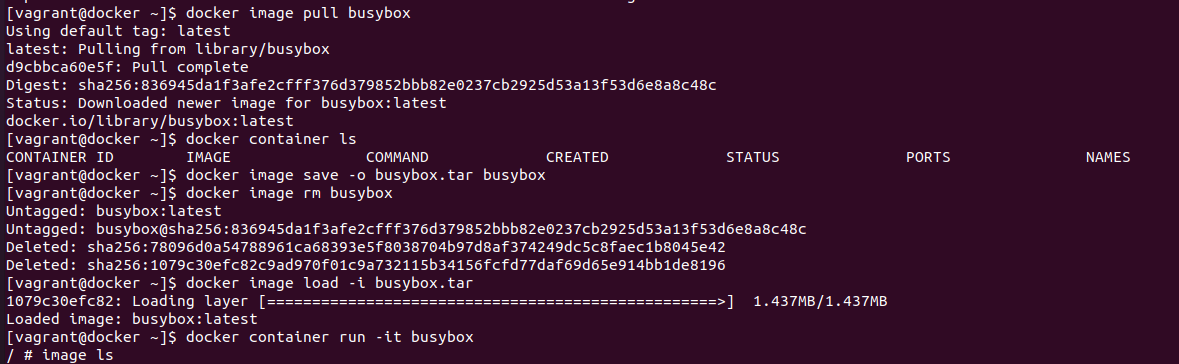 [vagrant@docker ~]$ docker image pull busybox
Using default tag: latest
latest: Pulling from library/busybox
d9cbbca60e5f: Pull complete
Digest: sha256:836945da1f3afe2cfff376d379852bbb82e0237cb2925d53a13f53d6e8a8c48c
Status: Downloaded newer image for busybox:latest
docker.io/library/busybox:latest
[vagrant@docker ~]$ docker container ls
CONTAINER ID        IMAGE               COMMAND             CREATED             STATUS              PORTS               NAMES
[vagrant@docker ~]$ docker image save -o busybox.tar busybox
[vagrant@docker ~]$ docker image rm busybox
Untagged: busybox:latest
Untagged: busybox@sha256:836945da1f3afe2cfff376d379852bbb82e0237cb2925d53a13f53d6e8a8c48c
Deleted: sha256:78096d0a54788961ca68393e5f8038704b97d8af374249dc5c8faec1b8045e42
Deleted: sha256:1079c30efc82c9ad970f01c9a732115b34156fcfd77daf69d65e914bb1de8196
[vagrant@docker ~]$ docker image load -i busybox.tar
1079c30efc82: Loading layer [==================================================>]  1.437MB/1.437MB
Loaded image: busybox:latest
[vagrant@docker ~]$ docker container run -it busybox
/ # image ls